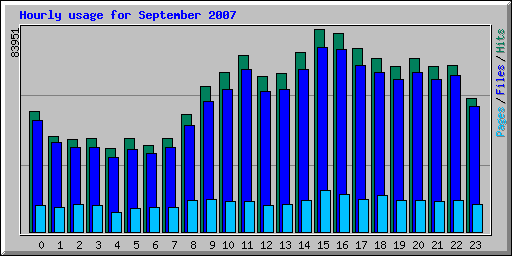 Hourly usage for September 2007
83951
Pages / Files / Hits
0 1 2 3 4 5 6 7 8 9 10 11 12 13 14 15 16 17 18 19 20 21 22 23